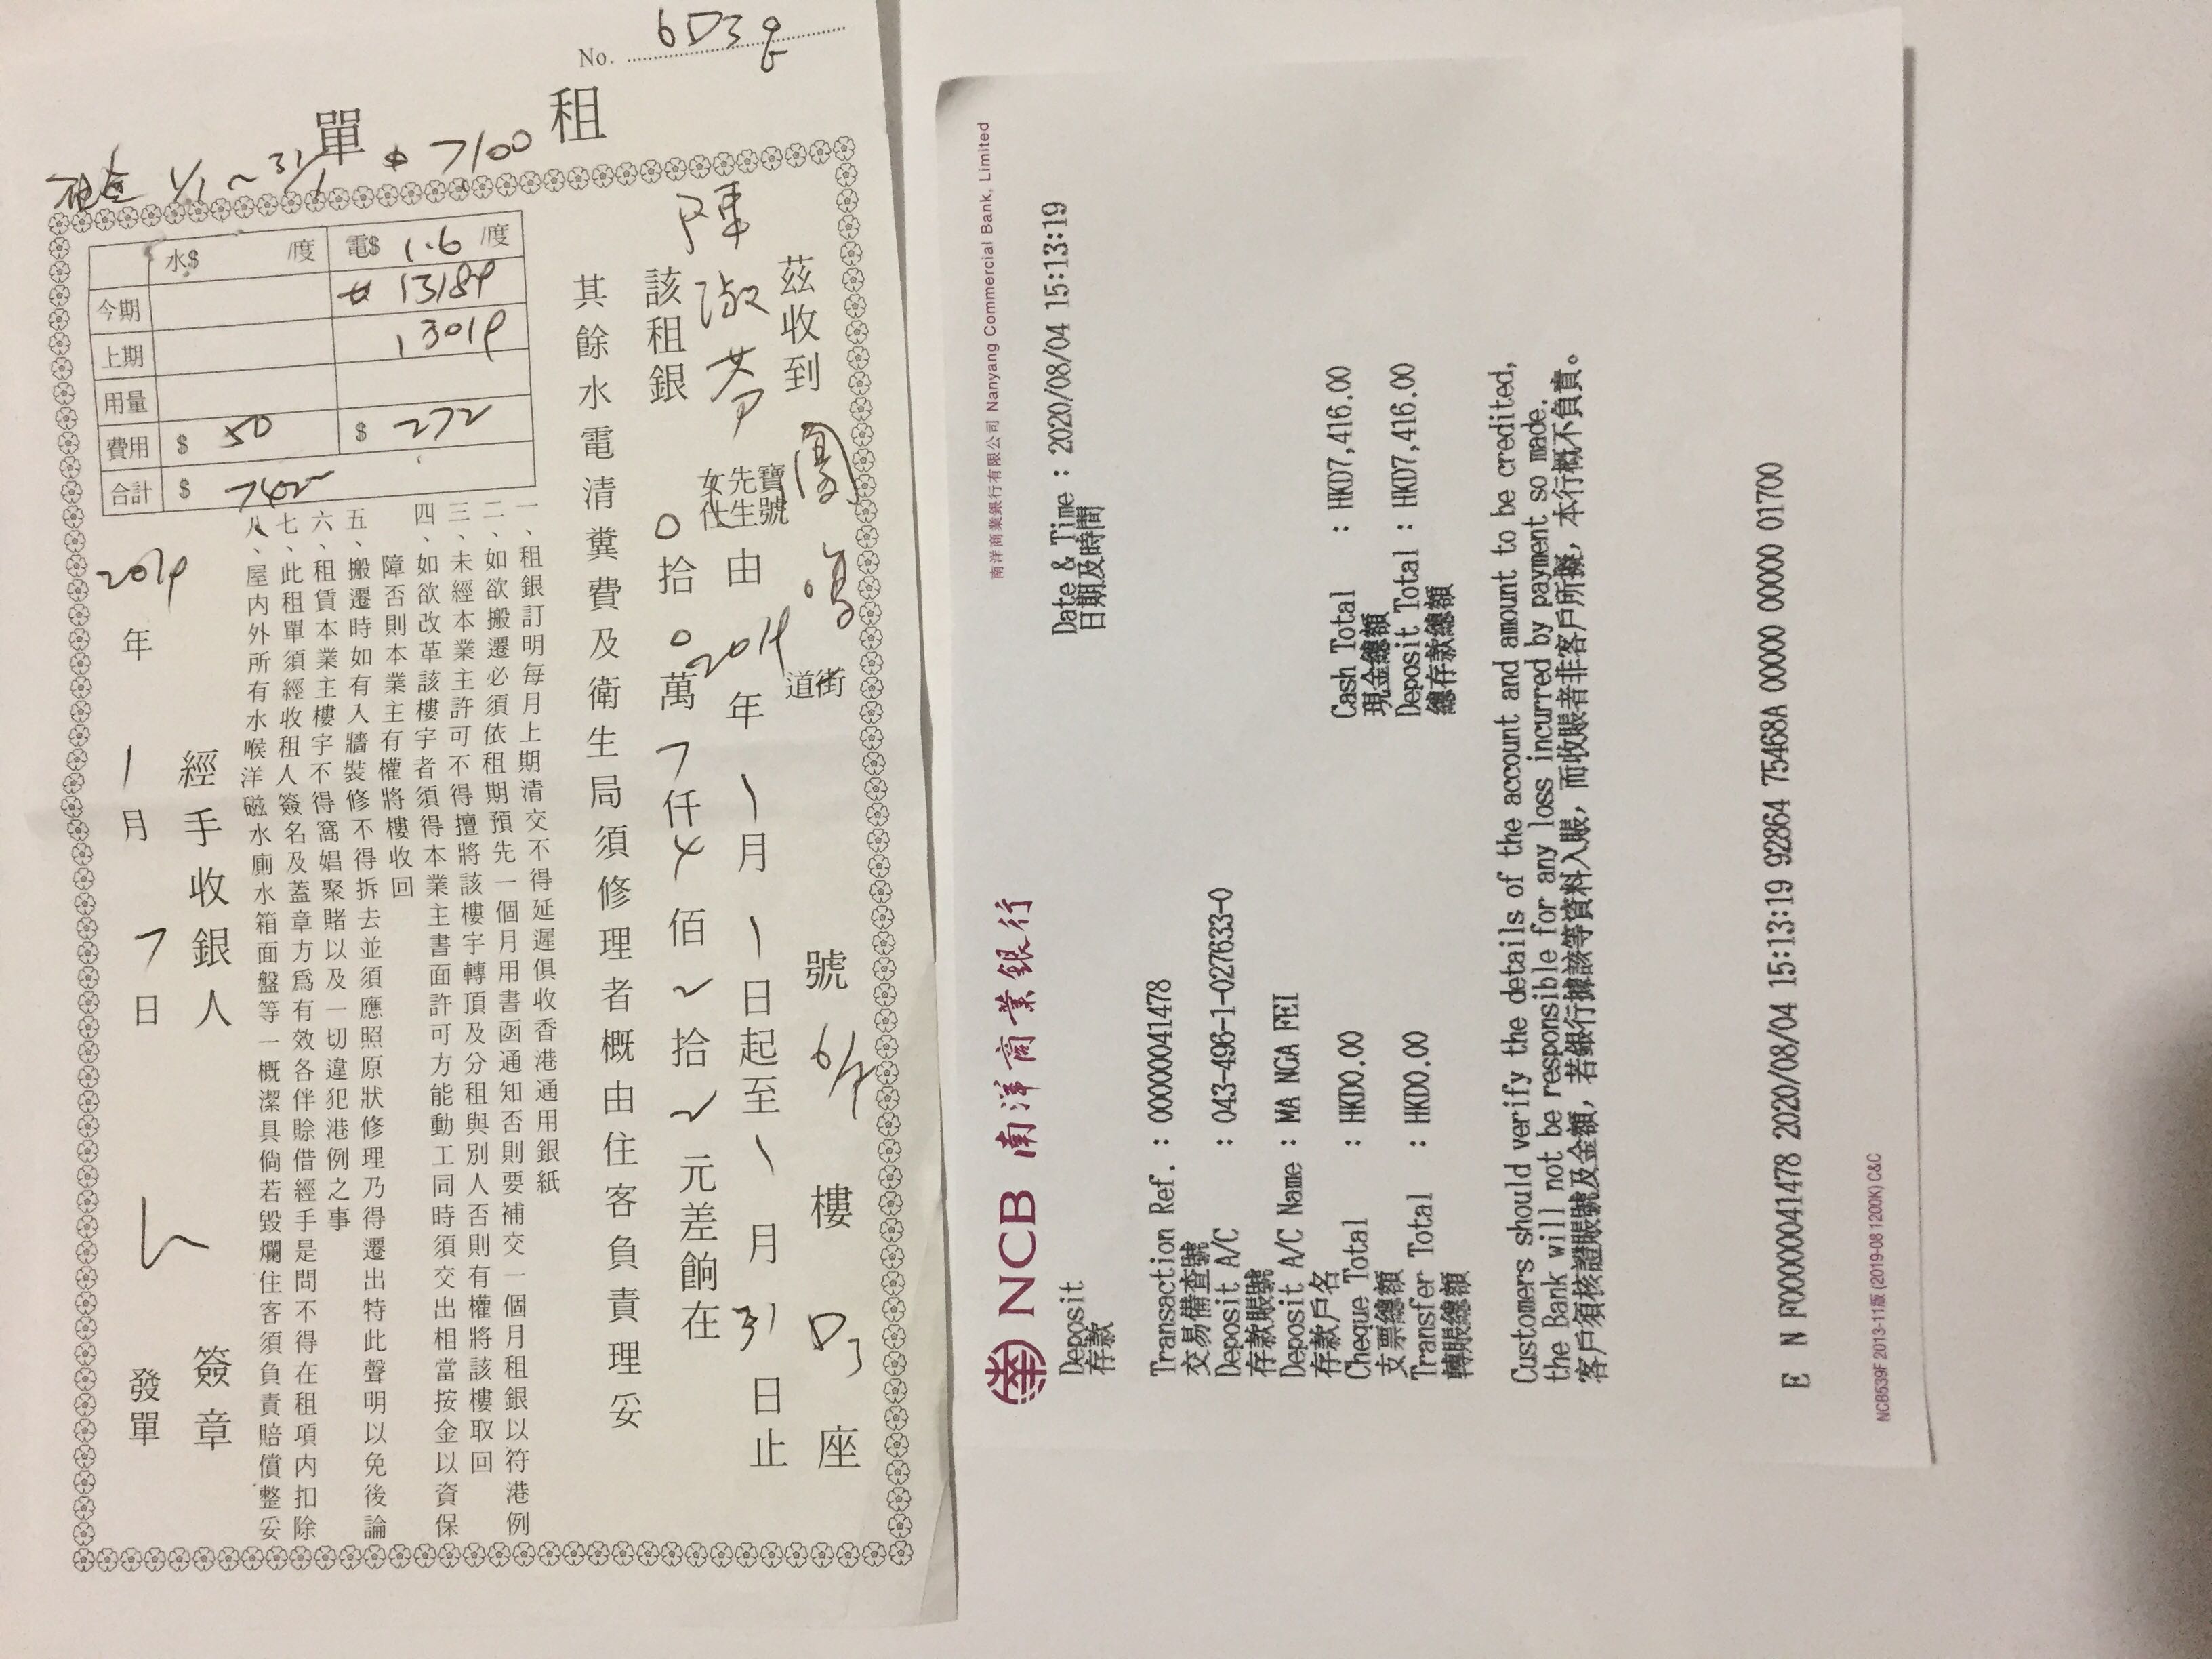 No. 6D3
租單
租金 1/1~31/1 $7100
水$ /度 電$ 1.6 /度
今期 13189
上期 13019
用量
費用 $ 50 $ 272
合計 $ 7422
茲收到 道街 號 6/F 樓 D3 座
陳淑芬 寶號 先生 女仕 由 2019 年 1 月 1 日起至 1 月 31 日止
該租銀 0 拾 0 萬 7 仟 4 佰 2 拾 2 元差餉在
其餘水電清糞費及衛生局須修理者概由住客負責理妥
一、租銀訂明每月上期清交不得延遲俱收香港通用銀紙
二、如欲搬遷必須依租期預先一個月用書函通知否則要補交一個月租銀以符港例
三、未經本業主許可不得擅將該樓宇轉頂及分租與別人否則有權將該樓取回
四、如欲改革該樓宇者須得本業主書面許可方能動工同時須交出相當按金以資保
障否則本業主有權將樓收回
五、搬遷時如有入牆裝修不得拆去並須應照原狀修理乃得遷出特此聲明以免後論
六、租賃本業主樓宇不得窩娼聚賭以及一切違犯港例之事
七、此租單須經收租人簽名及蓋章方爲有效各伴賒借經手是問不得在租項內扣除
八、屋内外所有水喉洋磁水廁水箱面盤等一概潔具倘若毀爛住客須負責賠償整妥
經手收銀人 簽章
2019 年 1 月 7 日 發單
NCB 南洋商業銀行
南洋商業銀行有限公司 Nanyang Commercial Bank, Limited
Deposit
存款
Date & Time : 2020/08/04 15:13:19
日期及時間
Transaction Ref. : 00000041478
交易備查號
Deposit A/C : 043-496-1-027633-0
存款賬號
Deposit A/C Name : MA NGA FEI
存款戶名
Cheque Total : HKD0.00 Cash Total : HKD7,416.00
支票總額 現金總額
Transfer Total : HKD0.00 Deposit Total : HKD7,416.00
轉賬總額 總存款總額
Customers should verify the details of the account and amount to be credited,
the Bank will not be responsible for any loss incurred by payment so made.
客戶須核證賬號及金額，若銀行據該等資料入賬，而收賬者非客戶所擬，本行概不負責。
E N F00000041478 2020/08/04 15:13:19 92864 75468A 0000 0000 01700
NCB539F 2013-11版 (2019-08 1200K) C&C